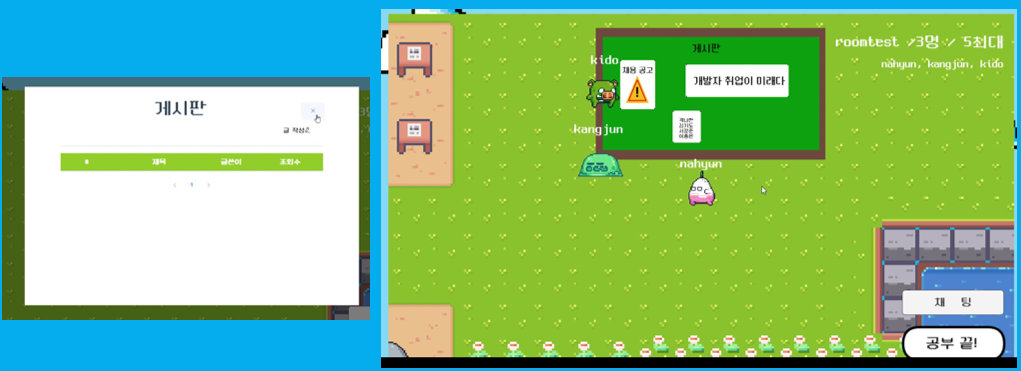 게시판
글 작성
#
제목
글쓴이
조회수
1
게시판
roomtest /3명 / 5최대
nahyun, kangjun, kido
kido
채용 공고
개발자 취업이 미래다
kangjun
nahyun
채 팅
공부 끝!